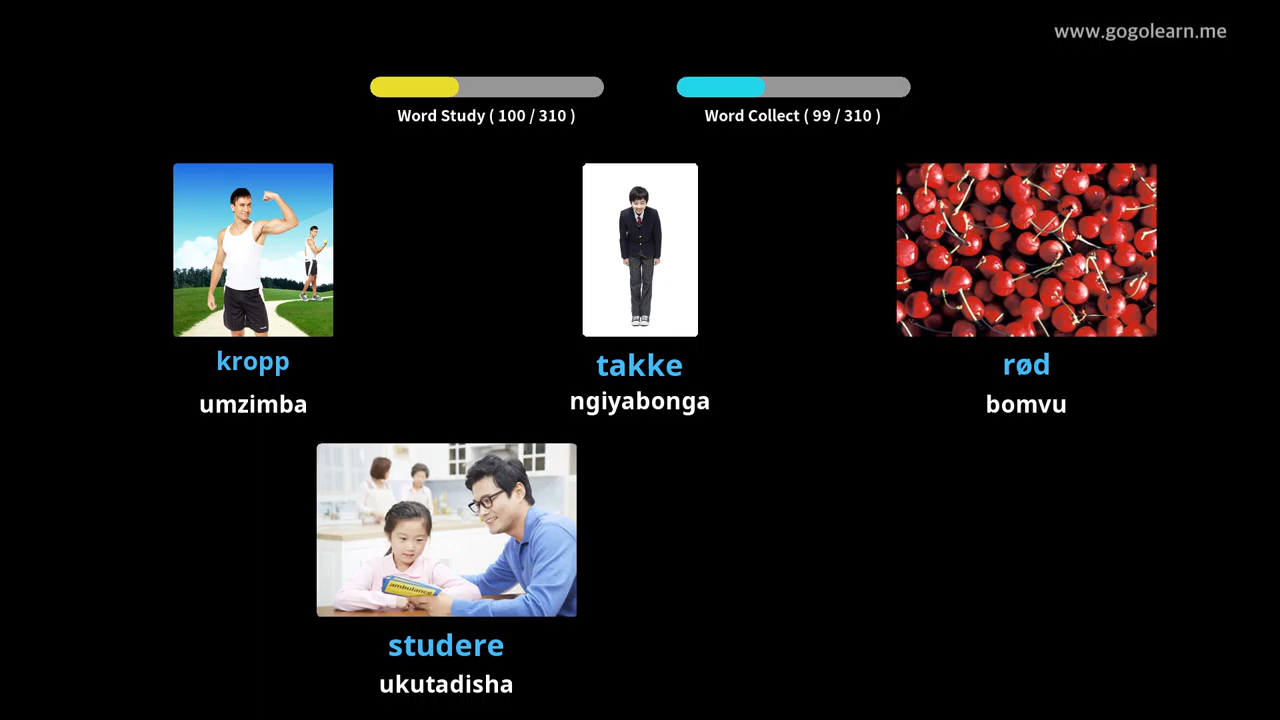 www.gogolearn.me
Word Study ( 100 / 310 )
Word Collect ( 99 / 310 )
kropp
takke
rød
umzimba
ngiyabonga
bomvu
ambulance
studere
ukutadisha